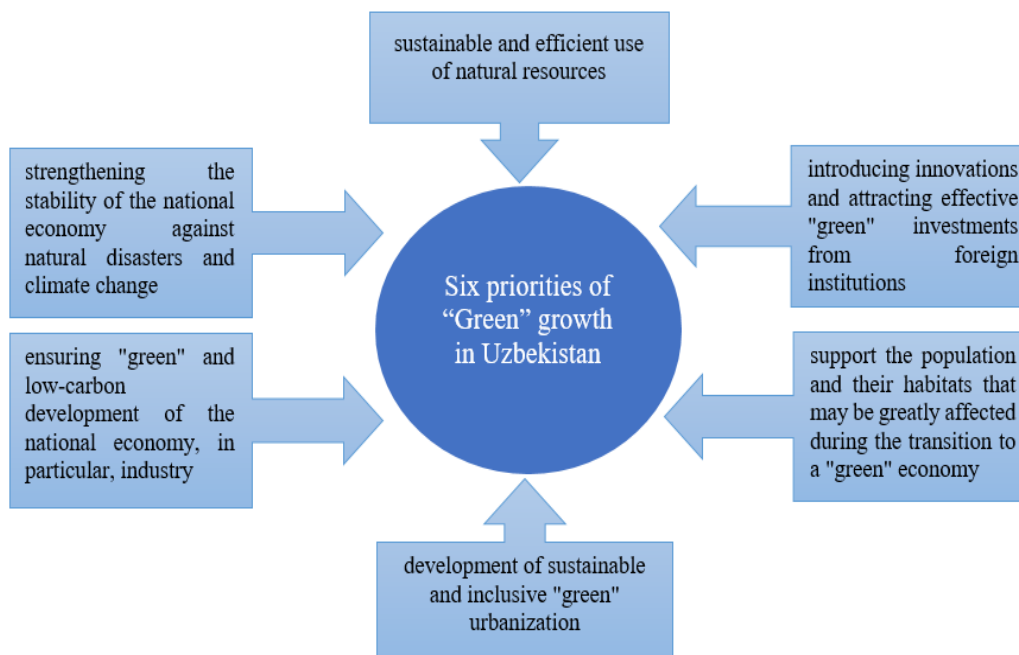 sustainable and efficient use
of natural resources
strengthening the
stability of the national
economy against
natural disasters and
climate change
introducing innovations
and attracting effective
"green" investments
from foreign
institutions
Six priorities of
“Green” growth
in Uzbekistan
ensuring "green" and
low-carbon
development of the
national economy, in
particular, industry
support the population
and their habitats that
may be greatly affected
during the transition to
a "green" economy
development of sustainable
and inclusive "green"
urbanization